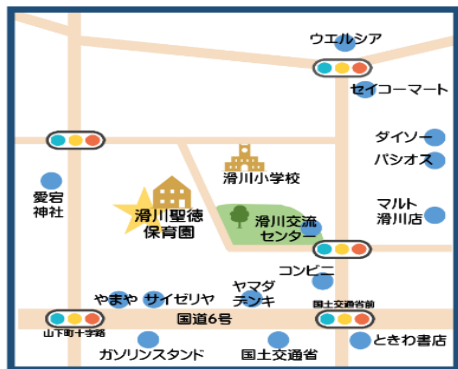 ウエルシア
セイコーマート
ダイソー
パシオス
滑川小学校
愛宕
神社
滑川聖徳
保育園
滑川交流
センター
マルト
滑川店
コンビニ
やまや
サイゼリヤ
ヤマダ
デンキ
国土交通省前
国道6号
山下町十字路
ガソリンスタンド
国土交通省
ときわ書店